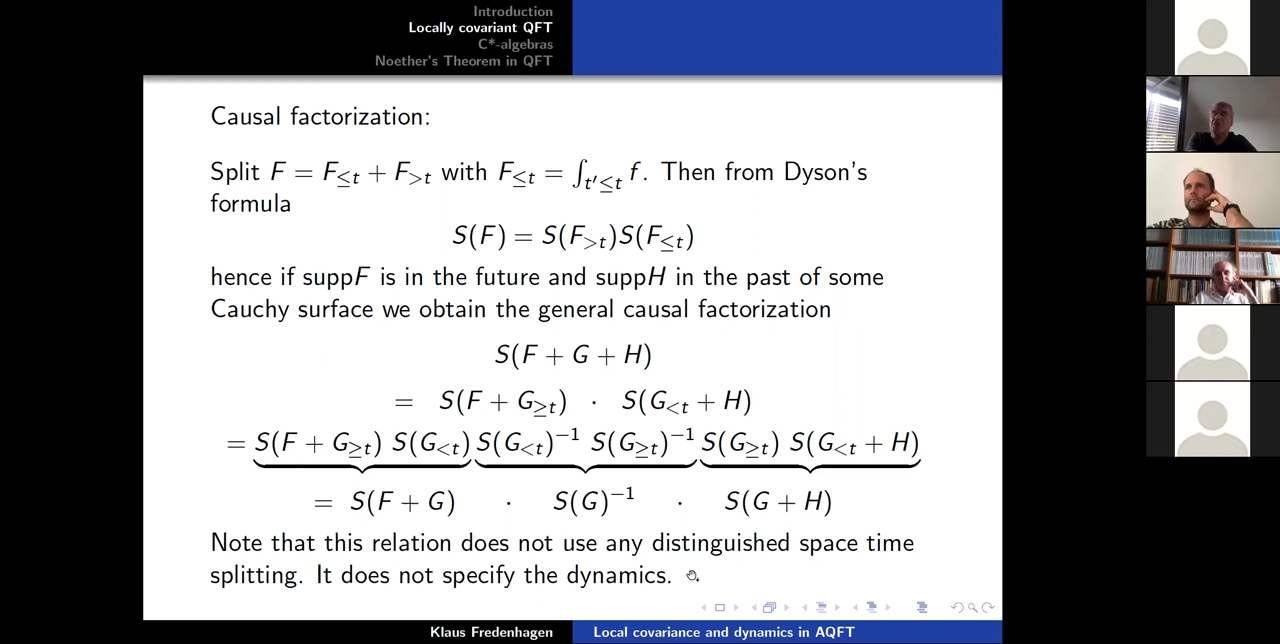 Introduction
Locally covariant QFT
C*-algebras
Noether's Theorem in QFT
Causal factorization:
Split F = F≤t + F>t with F≤t = ∫t′≤t f. Then from Dyson's
formula
S(F) = S(F>t)S(F≤t)
hence if suppF is in the future and suppH in the past of some
Cauchy surface we obtain the general causal factorization
S(F + G + H)
= S(F + G≥t) · S(G<t + H)
= S(F + G≥t) S(G<t) S(G<t)⁻¹ S(G≥t)⁻¹ S(G≥t) S(G<t + H)
= S(F + G) · S(G)⁻¹ · S(G + H)
Note that this relation does not use any distinguished space time
splitting. It does not specify the dynamics.
Klaus Fredenhagen Local covariance and dynamics in AQFT